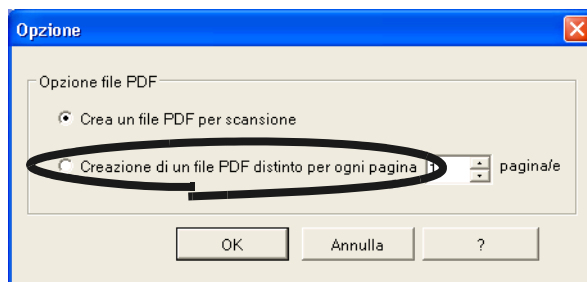 Opzione
Opzione file PDF
Crea un file PDF per scansione
Creazione di un file PDF distinto per ogni pagina pagina/e
OK Annulla ?